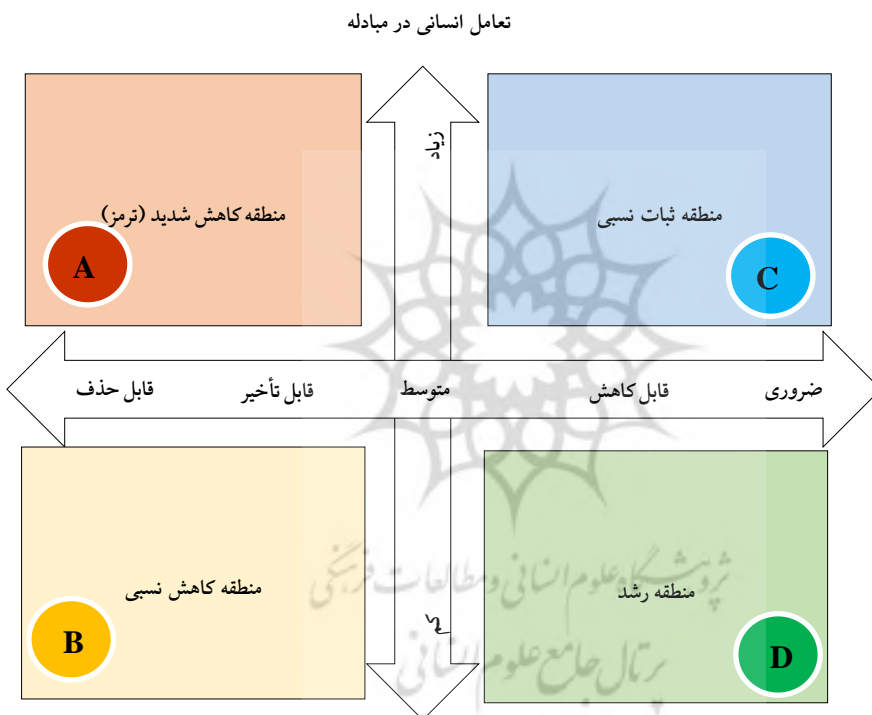 تعامل انسانی در مبادله
زیاد
منطقه ثبات نسبی
منطقه کاهش شدید (ترمز)
C
A
ضروری
قابل کاهش
متوسط
قابل تأخیر
قابل حذف
منطقه رشد
منطقه کاهش نسبی
کم
D
B
پژوهشگاه علوم انسانی و مطالعات فرهنگی
پرتال جامع علوم انسانی